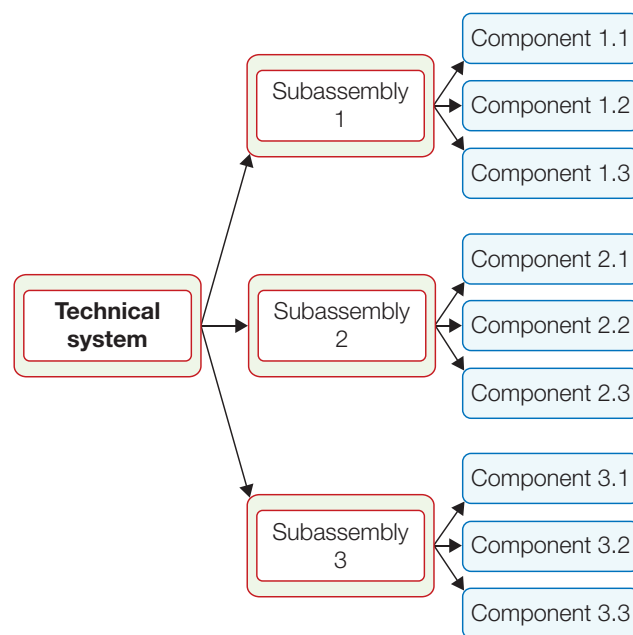 Technical
system
Subassembly
1
Component 1.1
Component 1.2
Component 1.3
Subassembly
2
Component 2.1
Component 2.2
Component 2.3
Subassembly
3
Component 3.1
Component 3.2
Component 3.3